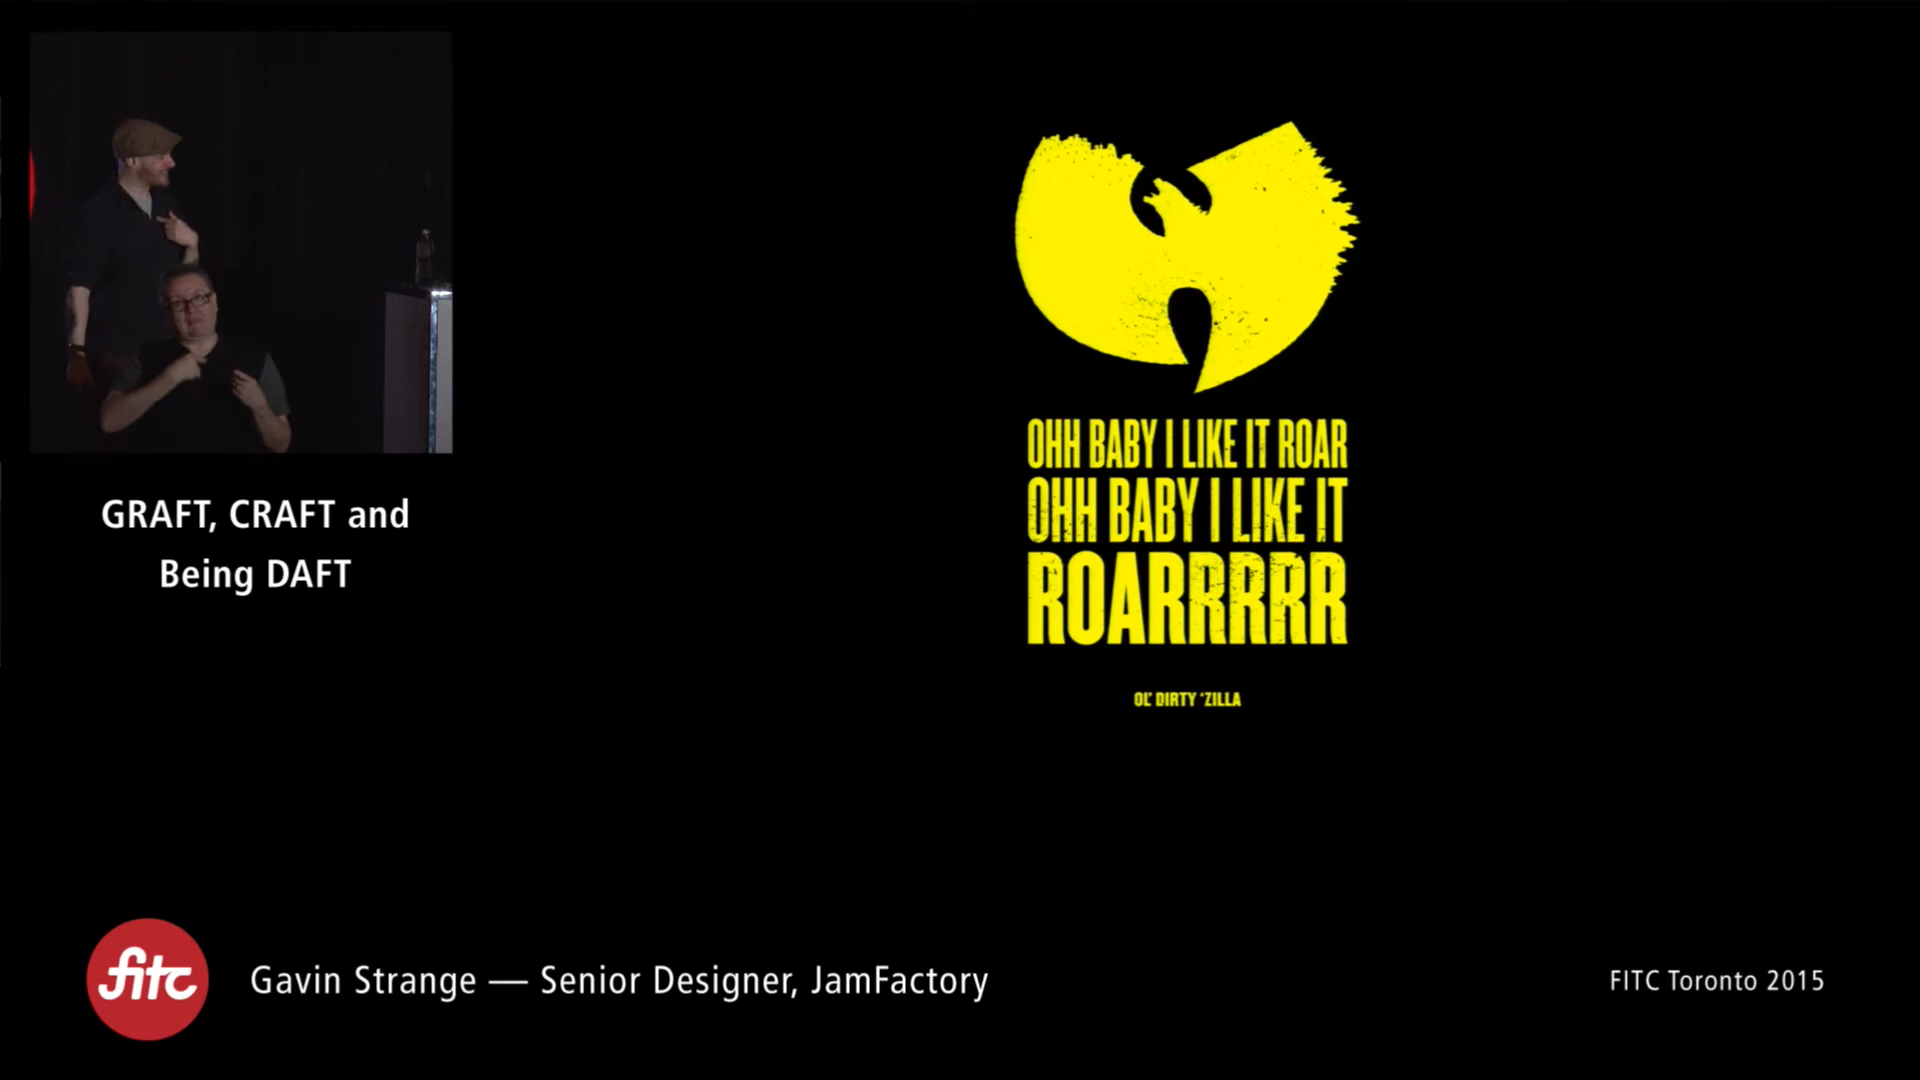 OHH BABY I LIKE IT ROAR
OHH BABY I LIKE IT
ROARRRRR
OL' DIRTY 'ZILLA
GRAFT, CRAFT and
Being DAFT
fitc
Gavin Strange — Senior Designer, JamFactory
FITC Toronto 2015